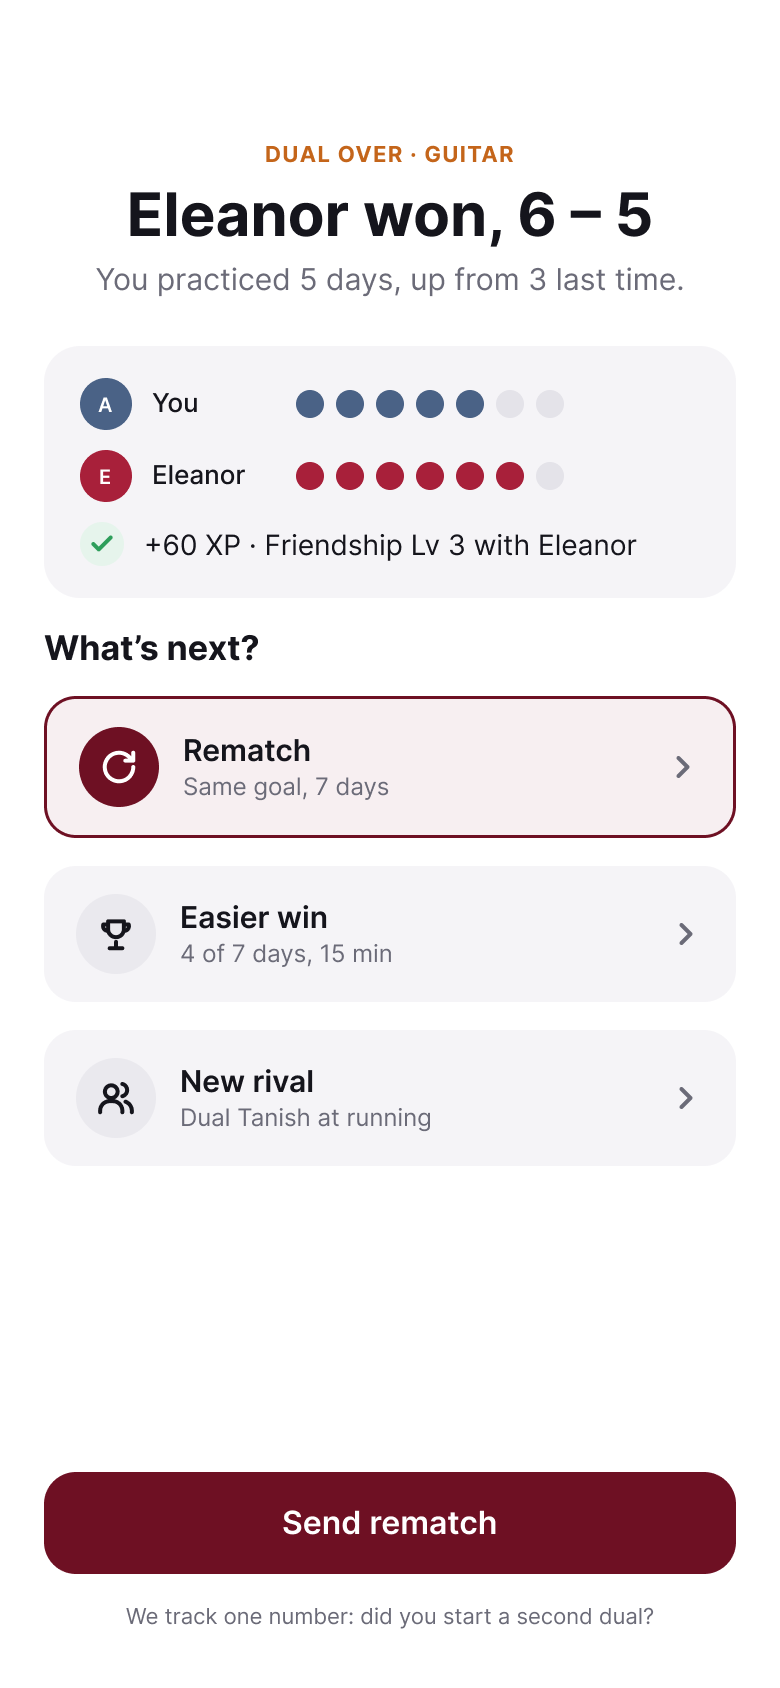 DUAL OVER · GUITAR
Eleanor won, 6 – 5
You practiced 5 days, up from 3 last time.
A You
E Eleanor
+60 XP · Friendship Lv 3 with Eleanor
What’s next?
Rematch
Same goal, 7 days
Easier win
4 of 7 days, 15 min
New rival
Dual Tanish at running
Send rematch
We track one number: did you start a second dual?